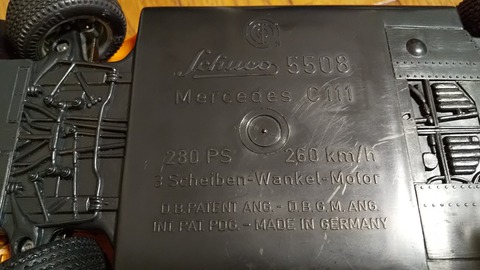 Schuco 5508
Mercedes C111
280 PS 260 km/h
3 Scheiben-Wankel-Motor
D.B.PATENT ANG - D.B.G.M. ANG.
INT. PAT. PDG. - MADE IN GERMANY